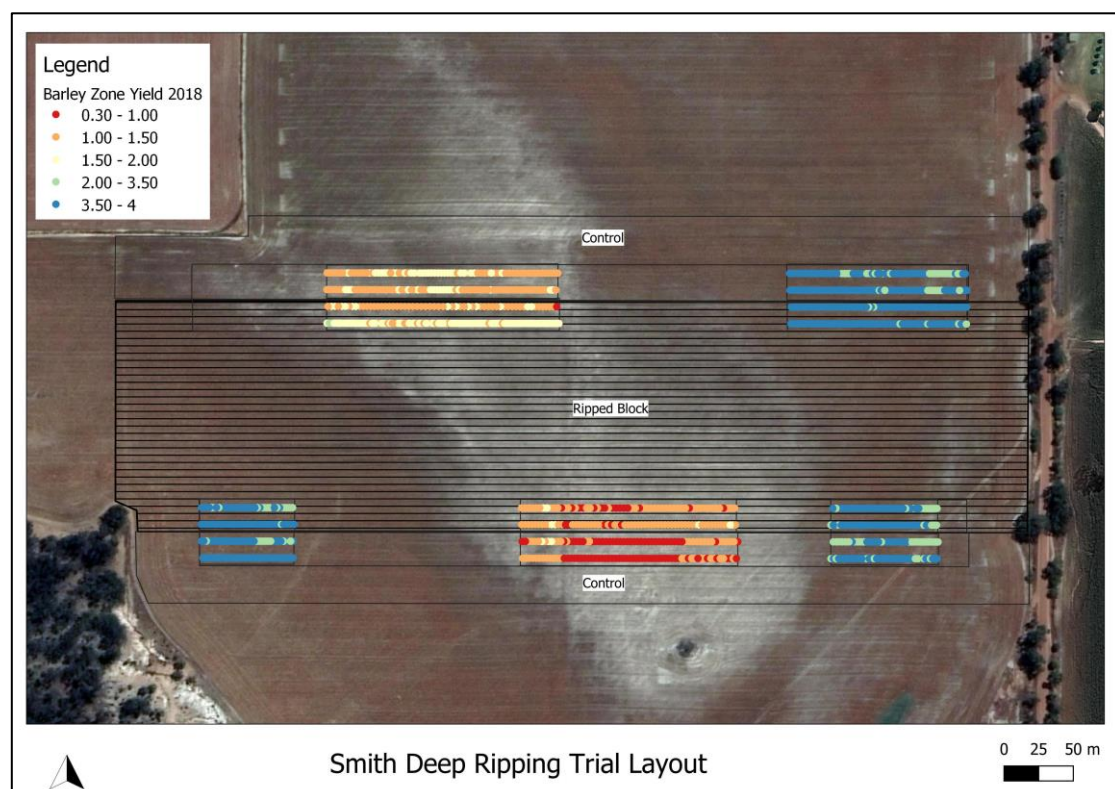 Legend
Barley Zone Yield 2018
0.30 - 1.00
1.00 - 1.50
1.50 - 2.00
2.00 - 3.50
3.50 - 4
Control
Ripped Block
Control
Smith Deep Ripping Trial Layout
0 25 50 m